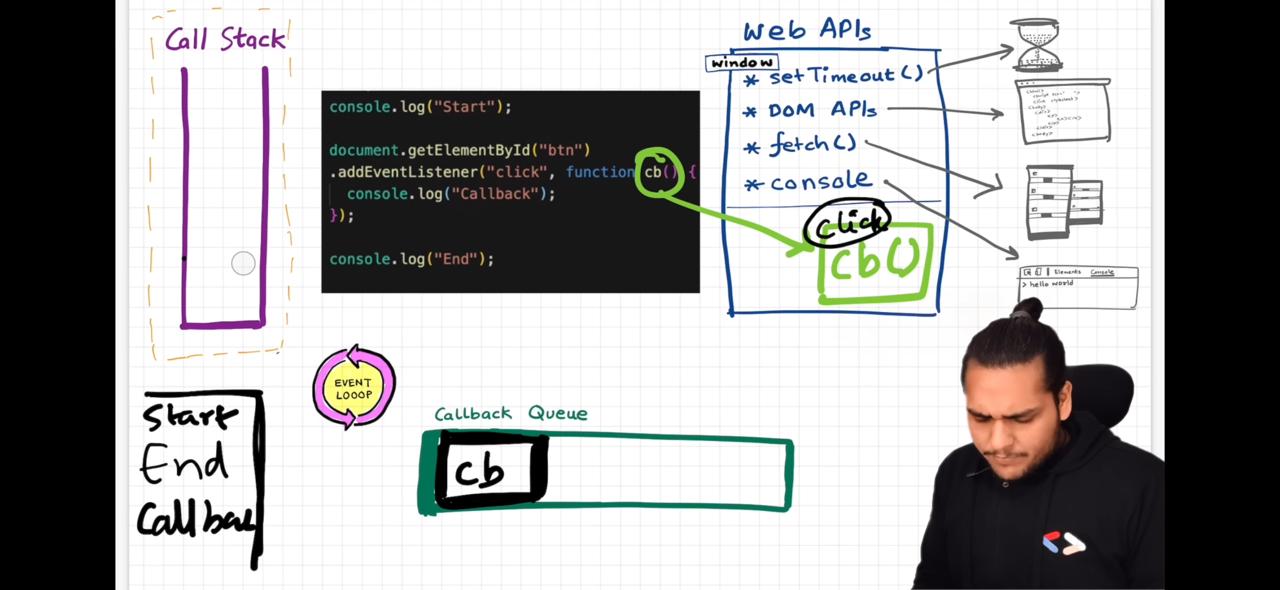 Call Stack
console.log("Start");
document.getElementById("btn")
.addEventListener("click", function cb() {
console.log("Callback");
});
console.log("End");
Web APIs
window
* setTimeout()
* DOM APIs
* fetch()
* console
click
cb()
Elements Console
> hello world
EVENT
LOOOP
Start
End
Callbac
Callback Queue
cb